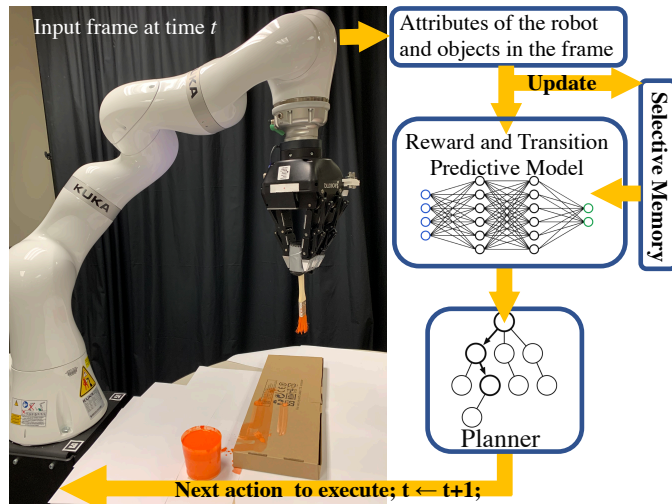 Input frame at time t
Attributes of the robot
and objects in the frame
Update
Selective Memory
Reward and Transition
Predictive Model
KUKA
KUKA
Planner
Next action to execute; t ← t+1;